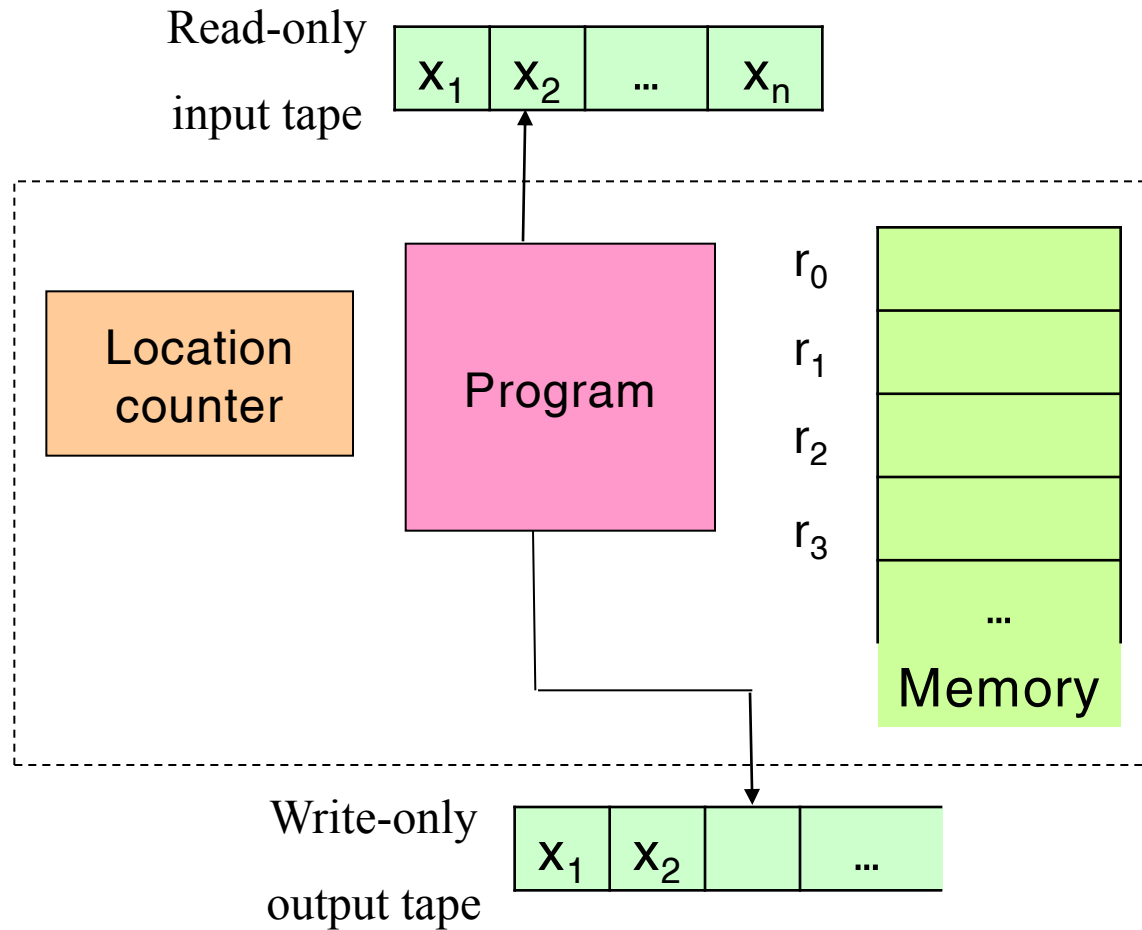 Read-only
input tape
x₁ x₂ … xₙ
Location
counter
Program
r₀
r₁
r₂
r₃
…
Memory
Write-only
output tape
x₁ x₂ …